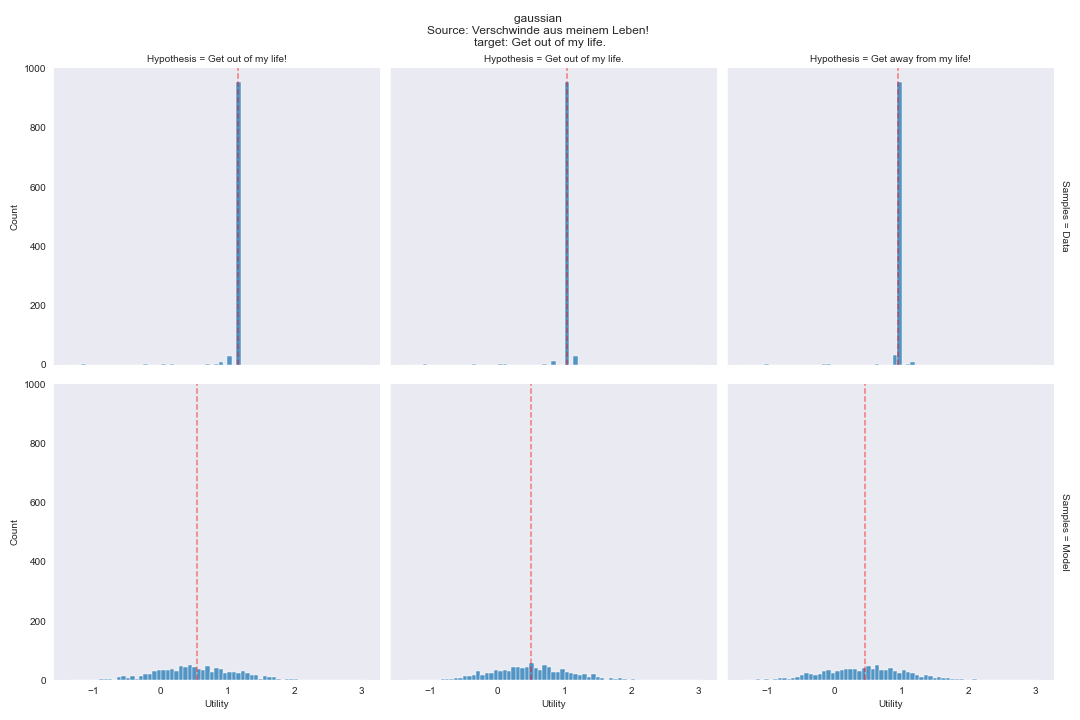 gaussian
Source: Verschwinde aus meinem Leben!
target: Get out of my life.
Hypothesis = Get out of my life!
Hypothesis = Get out of my life.
Hypothesis = Get away from my life!
1000
800
600
400
200
0
Count
Samples = Data
1000
800
600
400
200
0
Count
Samples = Model
−1 0 1 2 3
−1 0 1 2 3
−1 0 1 2 3
Utility
Utility
Utility